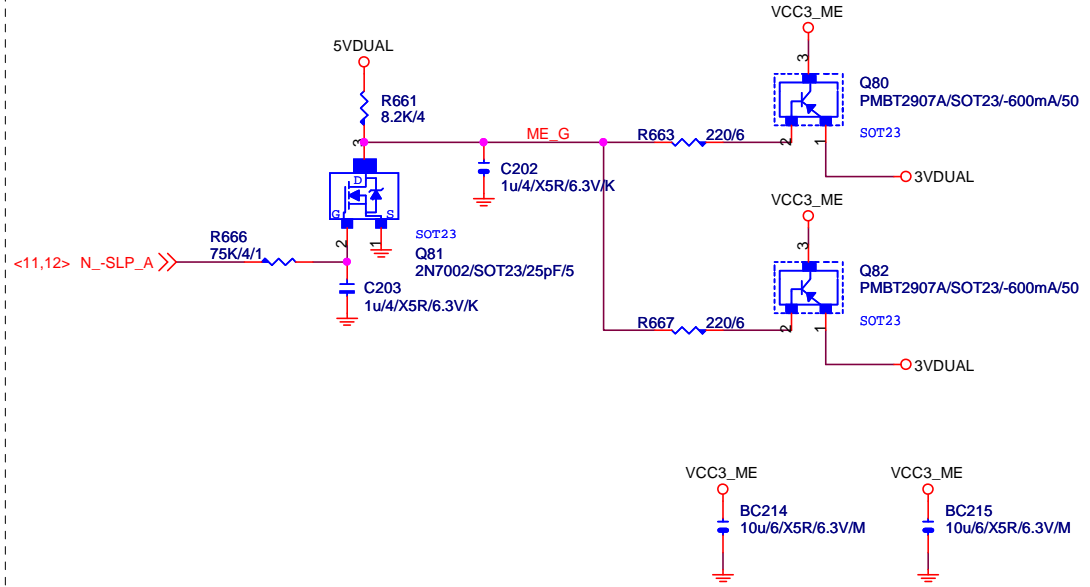 VCC3_ME
3
Q80
PMBT2907A/SOT23/-600mA/50
SOT23
2
1
3VDUAL
5VDUAL
R661
8.2K/4
3
ME_G
R663
220/6
C202
1u/4/X5R/6.3V/K
D
G
S
2
1
SOT23
Q81
2N7002/SOT23/25pF/5
<11,12> N_-SLP_A
R666
75K/4/1
C203
1u/4/X5R/6.3V/K
VCC3_ME
3
Q82
PMBT2907A/SOT23/-600mA/50
SOT23
R667
220/6
2
1
3VDUAL
VCC3_ME
BC214
10u/6/X5R/6.3V/M
VCC3_ME
BC215
10u/6/X5R/6.3V/M